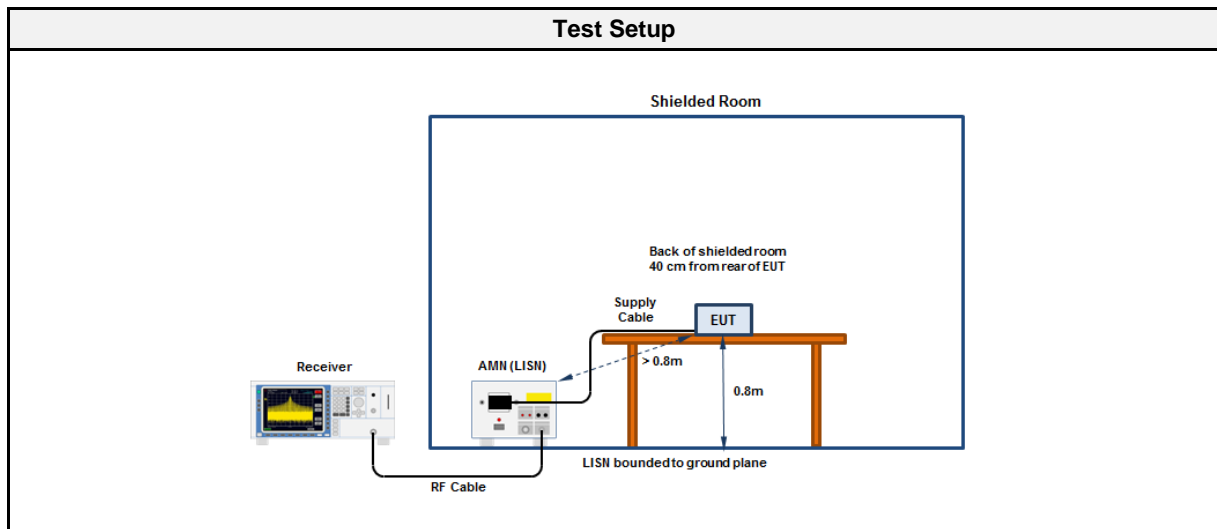 Test Setup
Shielded Room
Back of shielded room
40 cm from rear of EUT
Supply
Cable
EUT
> 0.8m
AMN (LISN)
Receiver
0.8m
LISN bounded to ground plane
RF Cable